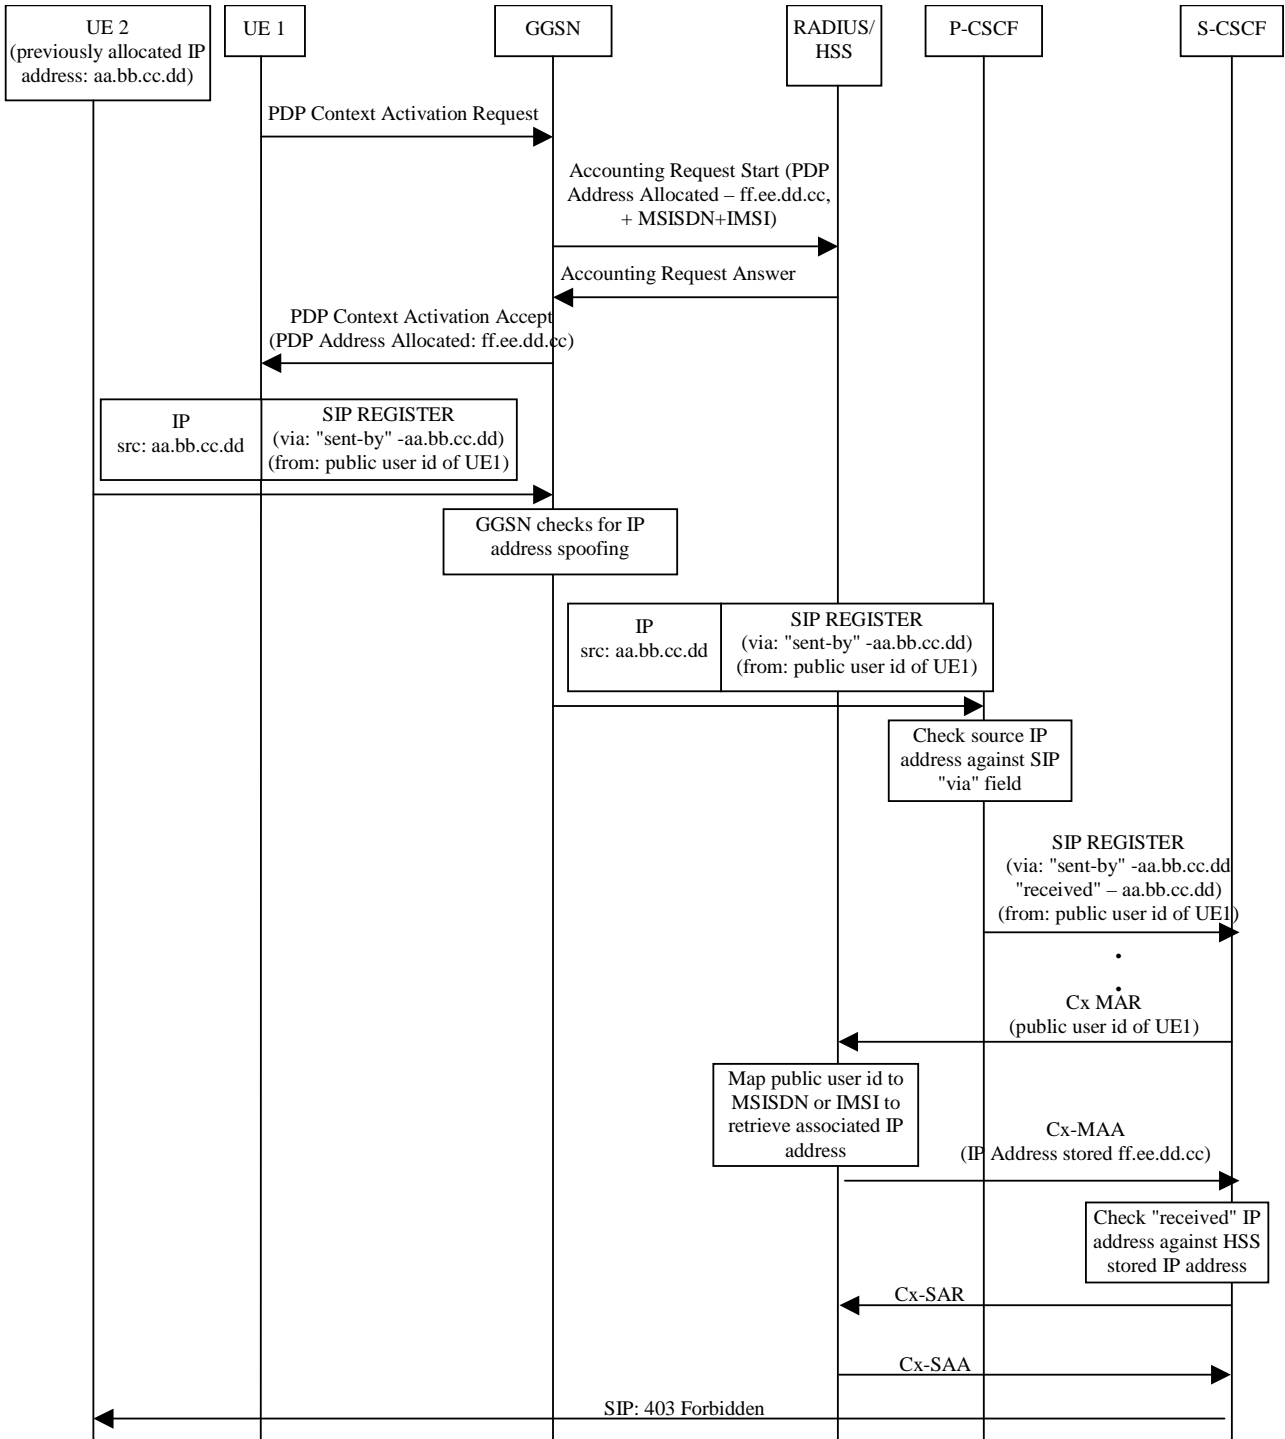 UE 2
(previously allocated IP
address: aa.bb.cc.dd)
UE 1
GGSN
RADIUS/
HSS
P-CSCF
S-CSCF
PDP Context Activation Request
Accounting Request Start (PDP
Address Allocated – ff.ee.dd.cc,
+ MSISDN+IMSI)
Accounting Request Answer
PDP Context Activation Accept
(PDP Address Allocated: ff.ee.dd.cc)
IP
src: aa.bb.cc.dd
SIP REGISTER
(via: "sent-by" -aa.bb.cc.dd)
(from: public user id of UE1)
GGSN checks for IP
address spoofing
IP
src: aa.bb.cc.dd
SIP REGISTER
(via: "sent-by" -aa.bb.cc.dd)
(from: public user id of UE1)
Check source IP
address against SIP
"via" field
SIP REGISTER
(via: "sent-by" -aa.bb.cc.dd
"received" – aa.bb.cc.dd)
(from: public user id of UE1)
.
.
Cx MAR
(public user id of UE1)
Map public user id to
MSISDN or IMSI to
retrieve associated IP
address
Cx-MAA
(IP Address stored ff.ee.dd.cc)
Check "received" IP
address against HSS
stored IP address
Cx-SAR
Cx-SAA
SIP: 403 Forbidden